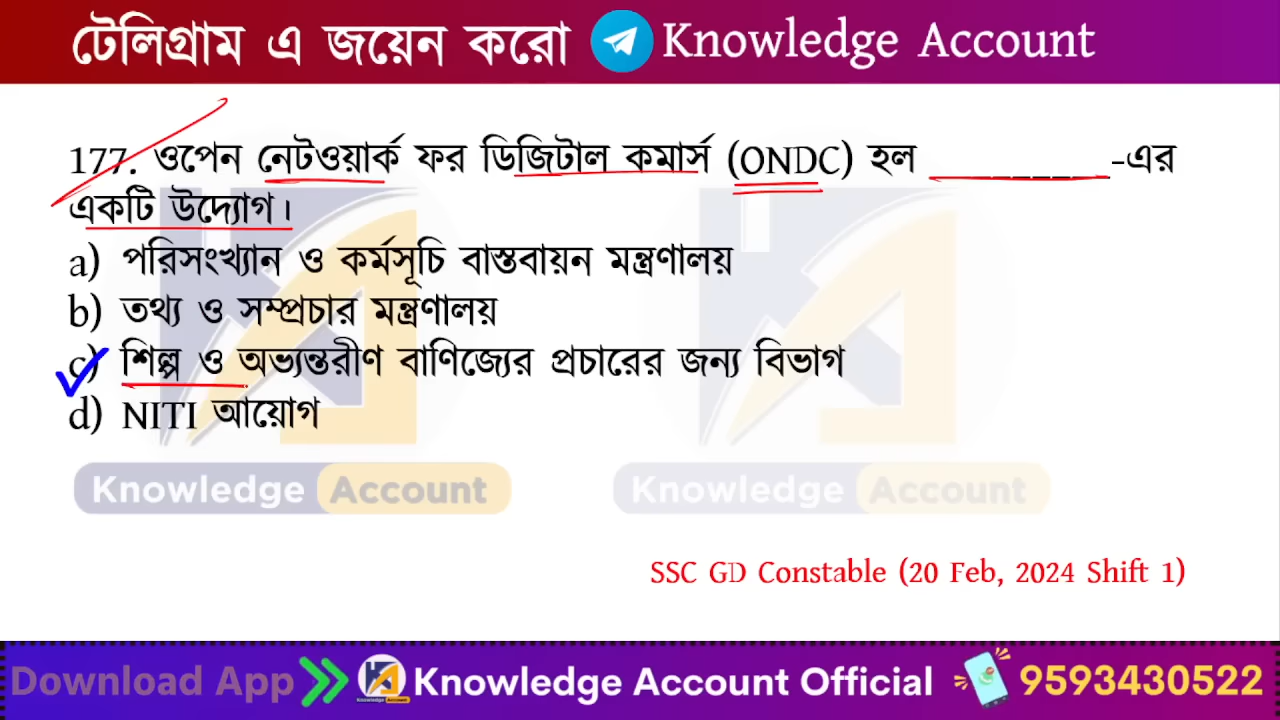 টেলিগ্রাম এ জয়েন করো Knowledge Account
177. ওপেন নেটওয়ার্ক ফর ডিজিটাল কমার্স (ONDC) হল ________-এর
একটি উদ্যোগ।
a) পরিসংখ্যান ও কর্মসূচি বাস্তবায়ন মন্ত্রণালয়
b) তথ্য ও সম্প্রচার মন্ত্রণালয়
c) শিল্প ও অভ্যন্তরীণ বাণিজ্যের প্রচারের জন্য বিভাগ
d) NITI আয়োগ
Knowledge Account Knowledge Account
SSC GD Constable (20 Feb, 2024 Shift 1)
Download App Knowledge Account Official 9593430522